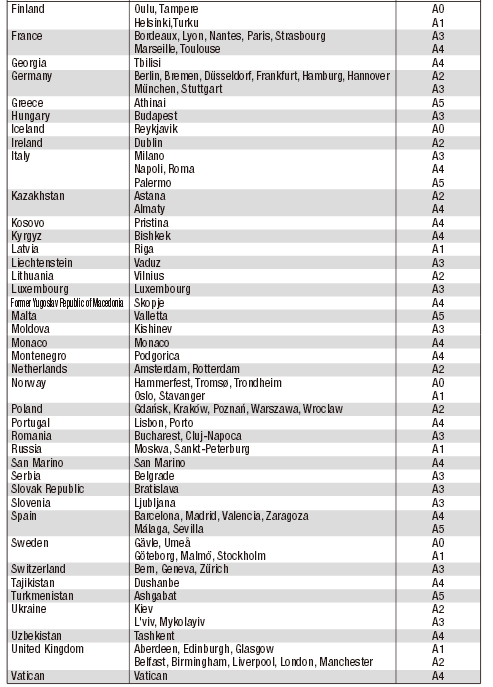 Finland Oulu, Tampere A0
Helsinki,Turku A1
France Bordeaux, Lyon, Nantes, Paris, Strasbourg A3
Marseille, Toulouse A4
Georgia Tbilisi A4
Germany Berlin, Bremen, Düsseldorf, Frankfurt, Hamburg, Hannover A2
München, Stuttgart A3
Greece Athinai A5
Hungary Budapest A3
Iceland Reykjavik A0
Ireland Dublin A2
Italy Milano A3
Napoli, Roma A4
Palermo A5
Kazakhstan Astana A2
Almaty A4
Kosovo Pristina A4
Kyrgyz Bishkek A4
Latvia Riga A1
Liechtenstein Vaduz A3
Lithuania Vilnius A2
Luxembourg Luxembourg A3
Former Yugoslav Republic of Macedonia Skopje A4
Malta Valletta A5
Moldova Kishinev A3
Monaco Monaco A4
Montenegro Podgorica A4
Netherlands Amsterdam, Rotterdam A2
Norway Hammerfest, Tromsø, Trondheim A0
Oslo, Stavanger A1
Poland Gdańsk, Kraków, Poznań, Warszawa, Wroclaw A2
Portugal Lisbon, Porto A4
Romania Bucharest, Cluj-Napoca A3
Russia Moskva, Sankt-Peterburg A1
San Marino San Marino A4
Serbia Belgrade A3
Slovak Republic Bratislava A3
Slovenia Ljubljana A3
Spain Barcelona, Madrid, Valencia, Zaragoza A4
Málaga, Sevilla A5
Sweden Gävle, Umeå A0
Göteborg, Malmö, Stockholm A1
Switzerland Bern, Geneva, Zürich A3
Tajikistan Dushanbe A4
Turkmenistan Ashgabat A5
Ukraine Kiev A2
L'viv, Mykolayiv A3
Uzbekistan Tashkent A4
United Kingdom Aberdeen, Edinburgh, Glasgow A1
Belfast, Birmingham, Liverpool, London, Manchester A2
Vatican Vatican A4